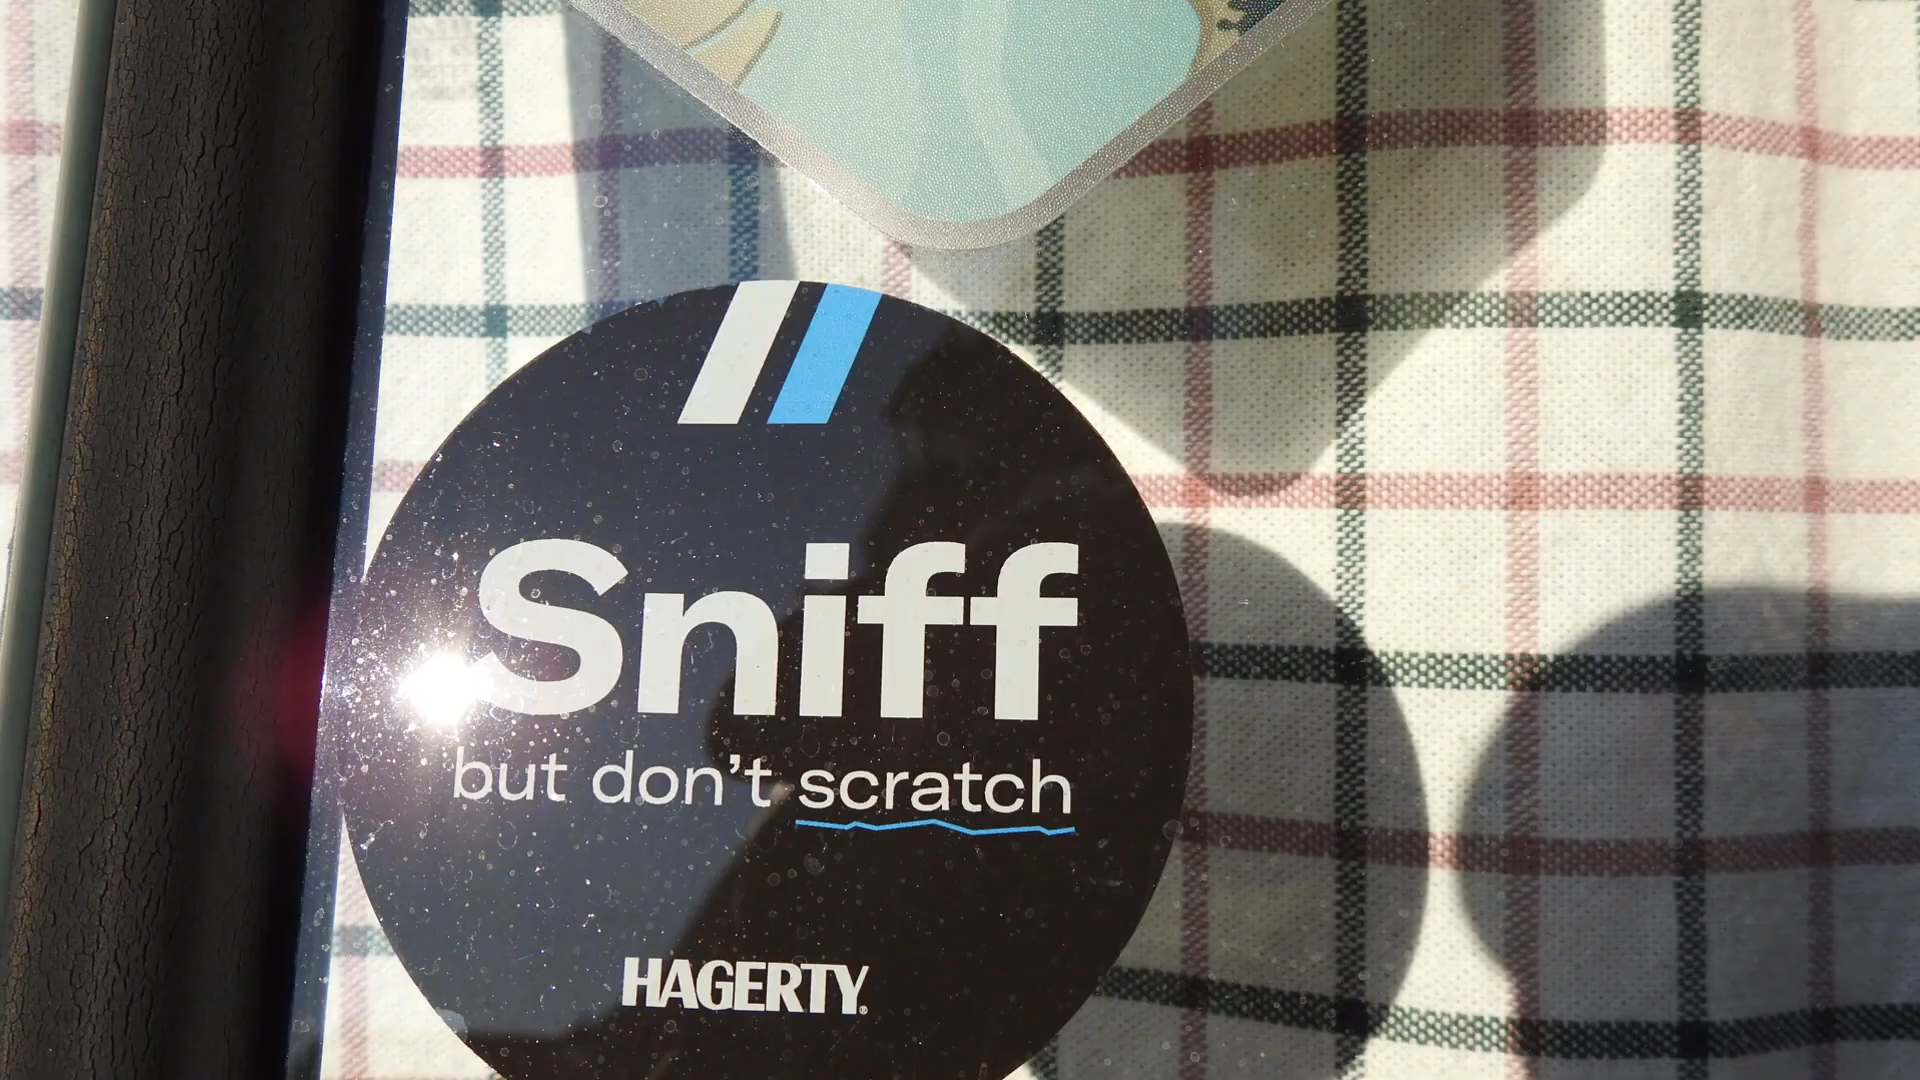 Sniff
but don’t scratch
HAGERTY®